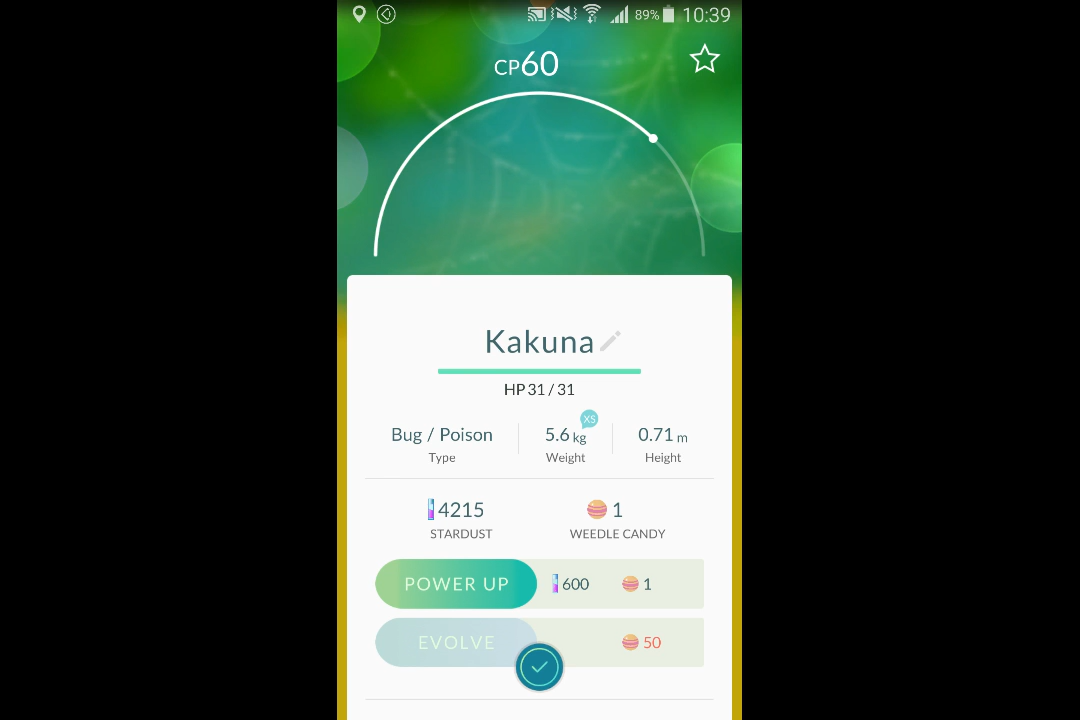 89% 10:39
CP60
Kakuna
HP 31 / 31
XS
Bug / Poison 5.6 kg 0.71 m
Type Weight Height
4215 1
STARDUST WEEDLE CANDY
POWER UP 600 1
EVOLVE 50